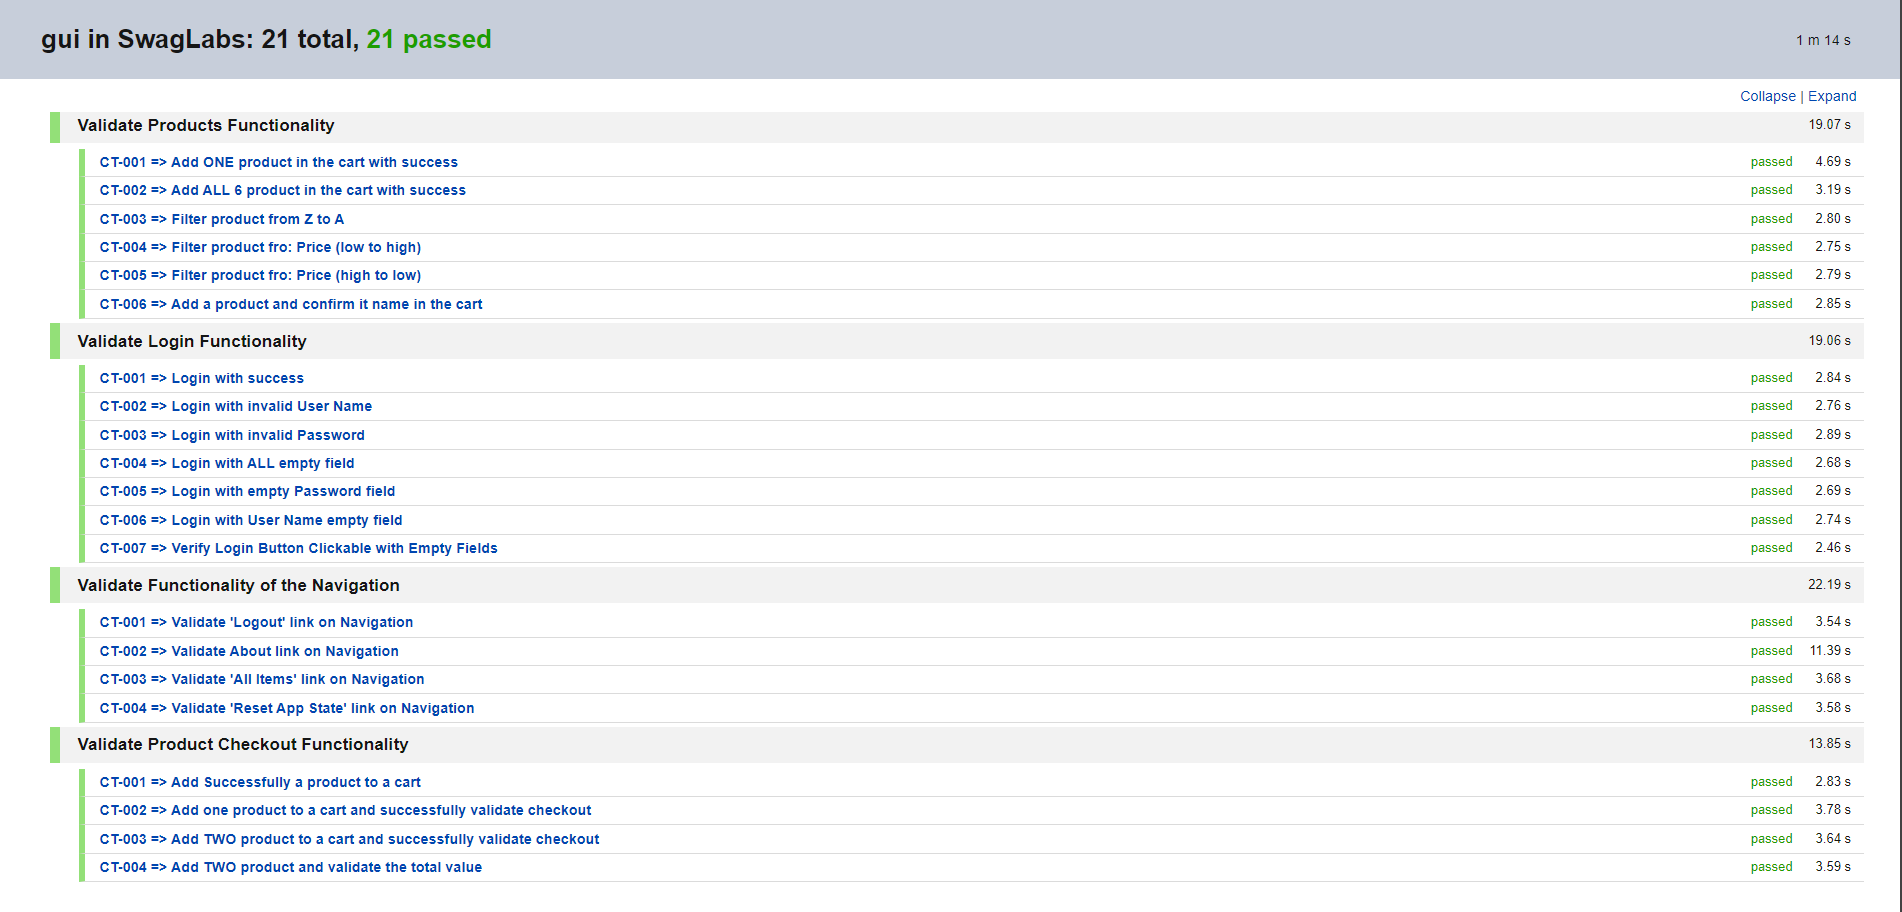 gui in SwagLabs: 21 total, 21 passed 1 m 14 s
Collapse | Expand
Validate Products Functionality 19.07 s
CT-001 => Add ONE product in the cart with success passed 4.69 s
CT-002 => Add ALL 6 product in the cart with success passed 3.19 s
CT-003 => Filter product from Z to A passed 2.80 s
CT-004 => Filter product fro: Price (low to high) passed 2.75 s
CT-005 => Filter product fro: Price (high to low) passed 2.79 s
CT-006 => Add a product and confirm it name in the cart passed 2.85 s
Validate Login Functionality 19.06 s
CT-001 => Login with success passed 2.84 s
CT-002 => Login with invalid User Name passed 2.76 s
CT-003 => Login with invalid Password passed 2.89 s
CT-004 => Login with ALL empty field passed 2.68 s
CT-005 => Login with empty Password field passed 2.69 s
CT-006 => Login with User Name empty field passed 2.74 s
CT-007 => Verify Login Button Clickable with Empty Fields passed 2.46 s
Validate Functionality of the Navigation 22.19 s
CT-001 => Validate 'Logout' link on Navigation passed 3.54 s
CT-002 => Validate About link on Navigation passed 11.39 s
CT-003 => Validate 'All Items' link on Navigation passed 3.68 s
CT-004 => Validate 'Reset App State' link on Navigation passed 3.58 s
Validate Product Checkout Functionality 13.85 s
CT-001 => Add Successfully a product to a cart passed 2.83 s
CT-002 => Add one product to a cart and successfully validate checkout passed 3.78 s
CT-003 => Add TWO product to a cart and successfully validate checkout passed 3.64 s
CT-004 => Add TWO product and validate the total value passed 3.59 s